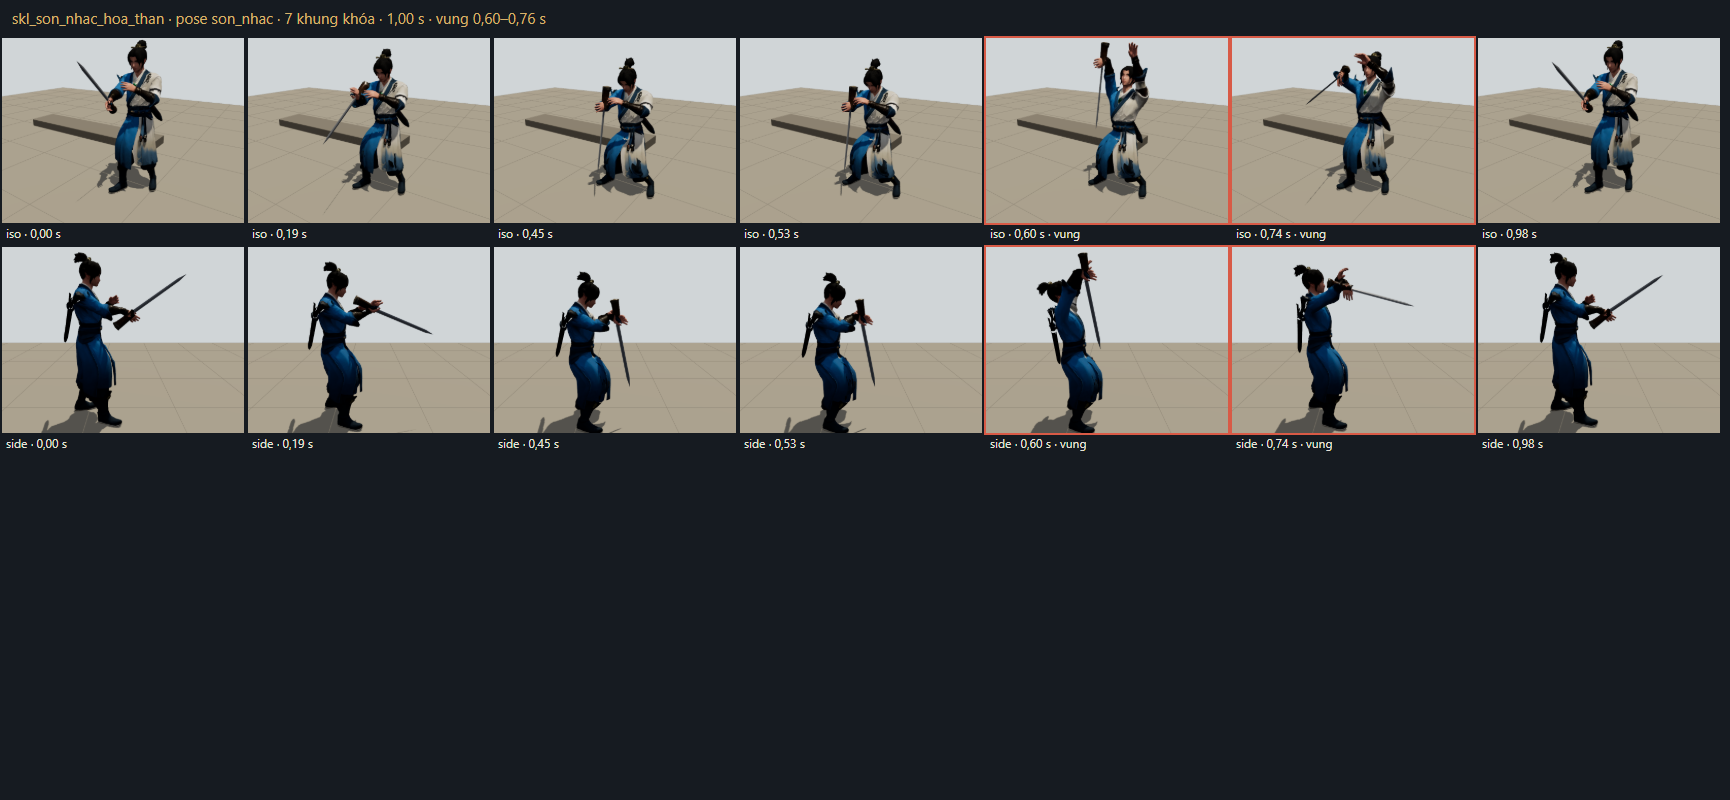 skl_son_nhac_hoa_than · pose son_nhac · 7 khung khóa · 1,00 s · vung 0,60–0,76 s
iso · 0,00 s
iso · 0,19 s
iso · 0,45 s
iso · 0,53 s
iso · 0,60 s · vung
iso · 0,74 s · vung
iso · 0,98 s
side · 0,00 s
side · 0,19 s
side · 0,45 s
side · 0,53 s
side · 0,60 s · vung
side · 0,74 s · vung
side · 0,98 s